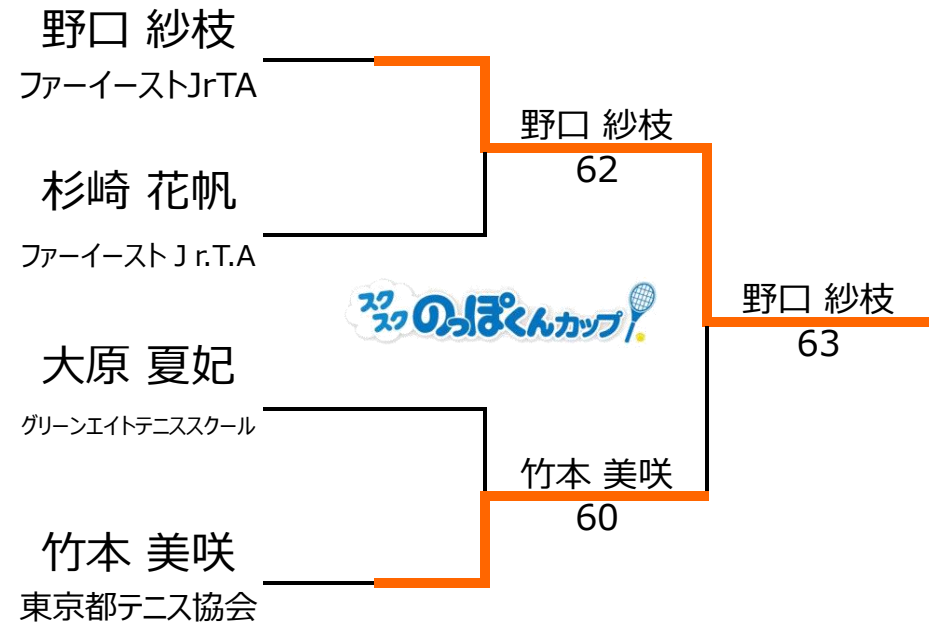 野口 紗枝
ファーイーストJrTA
野口 紗枝
62
杉崎 花帆
ファーイースト J r.T.A
スクスク のっぽくんカップ
野口 紗枝
63
大原 夏妃
グリーンエイトテニススクール
竹本 美咲
60
竹本 美咲
東京都テニス協会